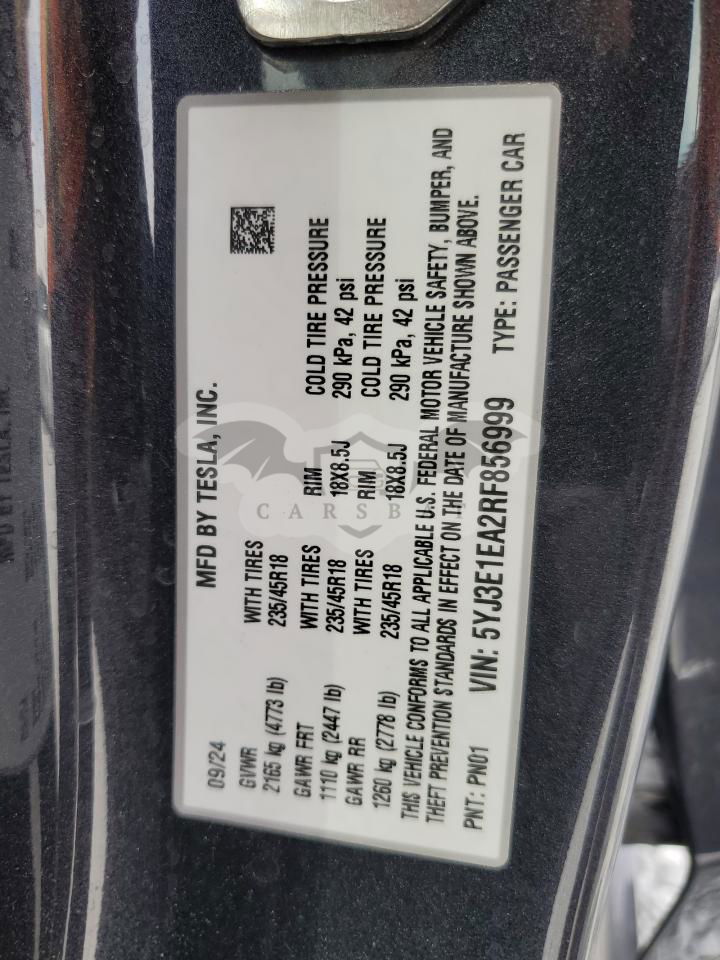 MFD BY TESLA, INC.
09/24
GVWR WITH TIRES
2165 kg (4773 lb) 235/45R18
GAWR FRT WITH TIRES RIM COLD TIRE PRESSURE
1110 kg (2447 lb) 235/45R18 18X8.5J 290 kPa, 42 psi
GAWR RR WITH TIRES RIM COLD TIRE PRESSURE
1260 kg (2778 lb) 235/45R18 18X8.5J 290 kPa, 42 psi
THIS VEHICLE CONFORMS TO ALL APPLICABLE U.S. FEDERAL MOTOR VEHICLE SAFETY, BUMPER, AND
THEFT PREVENTION STANDARDS IN EFFECT ON THE DATE OF MANUFACTURE SHOWN ABOVE.
PNT: PN01 VIN: 5YJ3E1EA2RF856999 TYPE: PASSENGER CAR